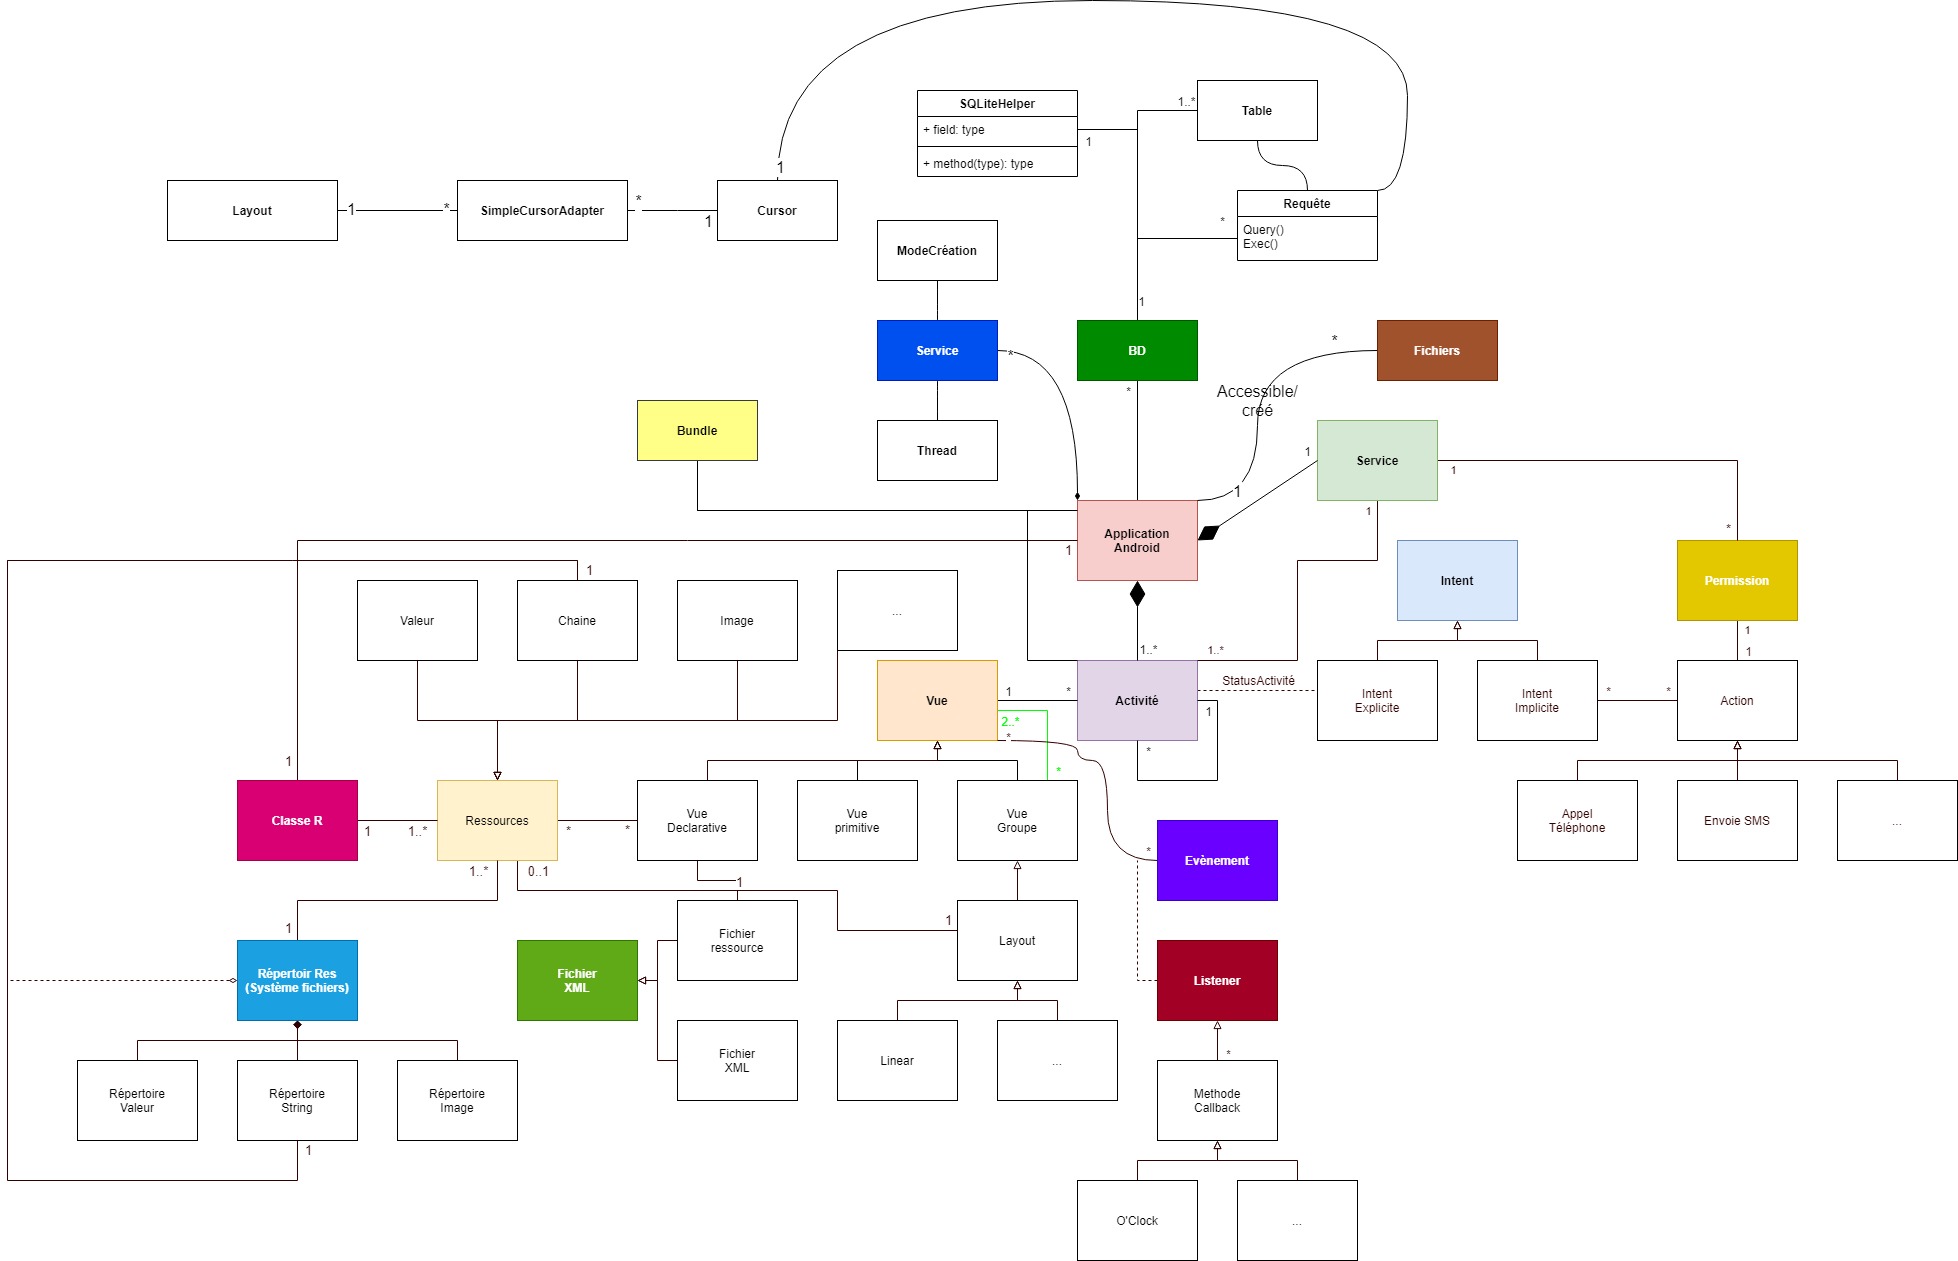 1
SQLiteHelper
+ field: type
+ method(type): type
1
1..*
Table
Requête
Query()
Exec()
*
1
Layout
1
*
SimpleCursorAdapter
*
1
Cursor
ModeCréation
Service
*
Thread
BD
*
Accessible/
créé
*
Fichiers
1
Bundle
1
Service
1
1
*
Application
Android
1
Intent
Permission
1
1
1
Valeur
Chaine
Image
...
1..*
1..*
Vue
1
*
2..*
*
*
Activité
1
*
StatusActivité
Intent
Explicite
Intent
Implicite
*
*
Action
1
Classe R
1
1..*
Ressources
*
*
Vue
Declarative
Vue
primitive
Vue
Groupe
*
Evènement
Appel
Téléphone
Envoie SMS
...
1..*
0..1
1
1
1
Répertoir Res
(Système fichiers)
Fichier
XML
Fichier
ressource
Layout
Listener
Répertoire
Valeur
Répertoire
String
Répertoire
Image
1
Fichier
XML
Linear
...
*
Methode
Callback
O'Clock
...